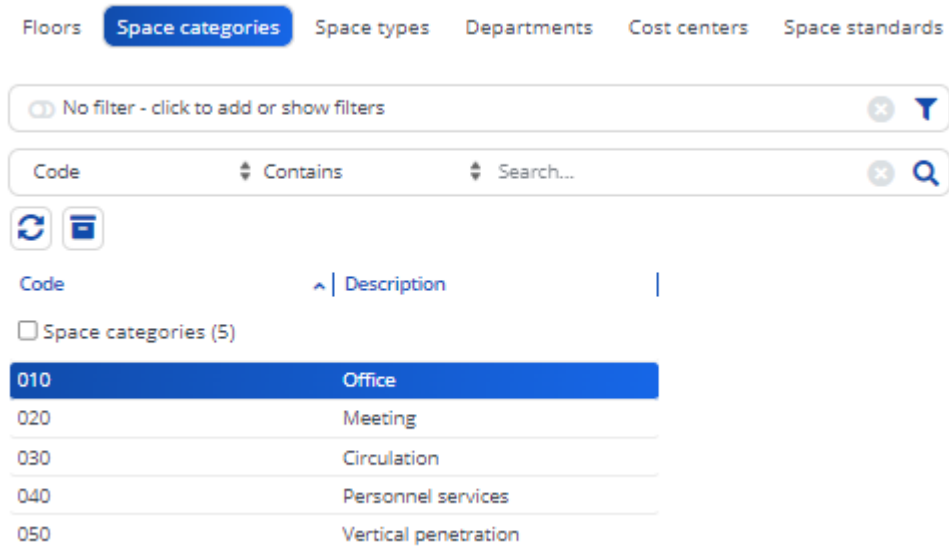 Floors Space categories Space types Departments Cost centers Space standards
No filter - click to add or show filters
Code Contains Search...
Code Description
Space categories (5)
010 Office
020 Meeting
030 Circulation
040 Personnel services
050 Vertical penetration